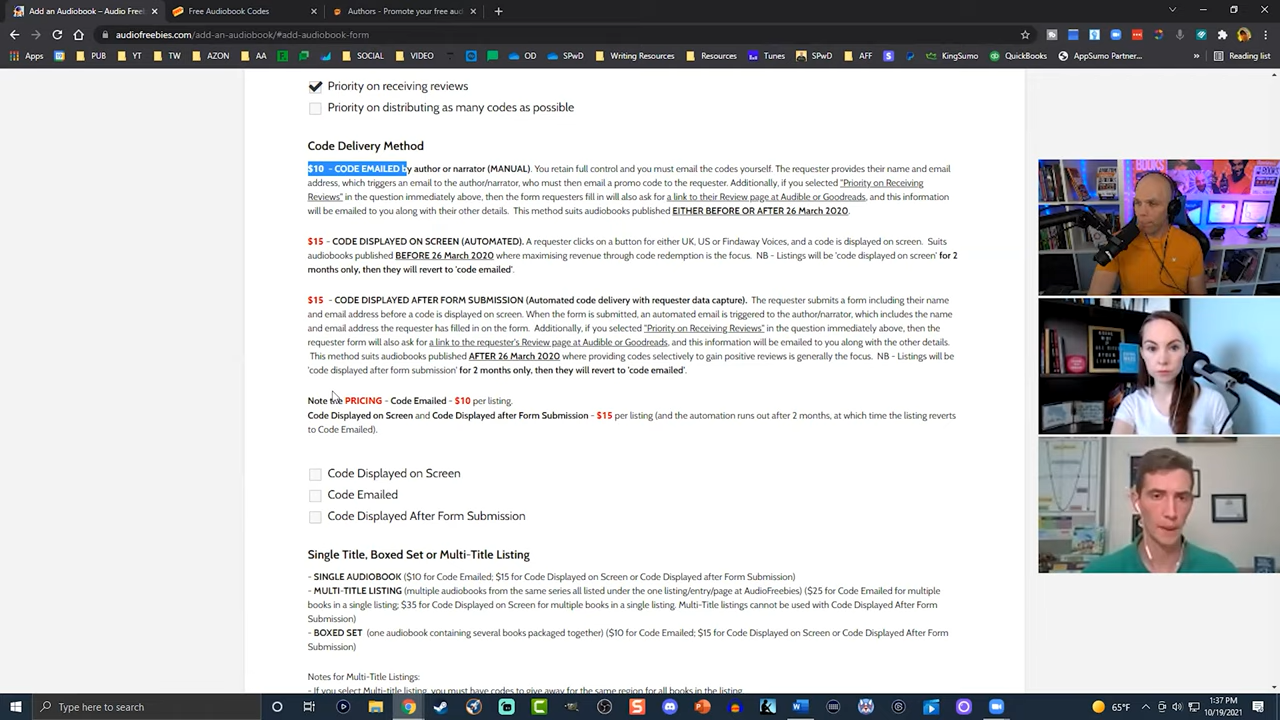 Add an Audiobook – Audio Freeb
Free Audiobook Codes
Authors - Promote your free aud
audiofreebies.com/add-an-audiobook/#add-audiobook-form
Apps PUB YT TW AZON AA SOCIAL VIDEO OD SPwD Writing Resources Resources Tunes SPwD AFF KingSumo QuickBooks AppSumo Partner... Reading list
Priority on receiving reviews
Priority on distributing as many codes as possible
Code Delivery Method
$10 - CODE EMAILED by author or narrator (MANUAL). You retain full control and you must email the codes yourself. The requester provides their name and email
address, which triggers an email to the author/narrator, who must then email a promo code to the requester. Additionally, if you selected "Priority on Receiving
Reviews" in the question immediately above, then the form requesters fill in will also ask for a link to their Review page at Audible or Goodreads, and this information
will be emailed to you along with their other details. This method suits audiobooks published EITHER BEFORE OR AFTER 26 March 2020.
$15 - CODE DISPLAYED ON SCREEN (AUTOMATED). A requester clicks on a button for either UK, US or Findaway Voices, and a code is displayed on screen. Suits
audiobooks published BEFORE 26 March 2020 where maximising revenue through code redemption is the focus. NB - Listings will be 'code displayed on screen' for 2
months only, then they will revert to 'code emailed'.
$15 - CODE DISPLAYED AFTER FORM SUBMISSION (Automated code delivery with requester data capture). The requester submits a form including their name
and email address before a code is displayed on screen. When the form is submitted, an automated email is triggered to the author/narrator, which includes the name
and email address the requester has filled in on the form. Additionally, if you selected "Priority on Receiving Reviews" in the question immediately above, then the
requester form will also ask for a link to the requester's Review page at Audible or Goodreads, and this information will be emailed to you along with the other details.
This method suits audiobooks published AFTER 26 March 2020 where providing codes selectively to gain positive reviews is generally the focus. NB - Listings will be
'code displayed after form submission' for 2 months only, then they will revert to 'code emailed'.
Note the PRICING - Code Emailed - $10 per listing.
Code Displayed on Screen and Code Displayed after Form Submission - $15 per listing (and the automation runs out after 2 months, at which time the listing reverts
to Code Emailed).
Code Displayed on Screen
Code Emailed
Code Displayed After Form Submission
Single Title, Boxed Set or Multi-Title Listing
- SINGLE AUDIOBOOK ($10 for Code Emailed; $15 for Code Displayed on Screen or Code Displayed after Form Submission)
- MULTI-TITLE LISTING (multiple audiobooks from the same series all listed under the one listing/entry/page at AudioFreebies) ($25 for Code Emailed for multiple
books in a single listing; $35 for Code Displayed on Screen for multiple books in a single listing. Multi-Title listings cannot be used with Code Displayed After Form
Submission)
- BOXED SET (one audiobook containing several books packaged together) ($10 for Code Emailed; $15 for Code Displayed on Screen or Code Displayed After Form
Submission)
Notes for Multi-Title Listings:
- If you select Multi-title listing, you must have codes to give away for the same region for all books in the listing
Type here to search
65°F
1:37 PM
10/19/2021